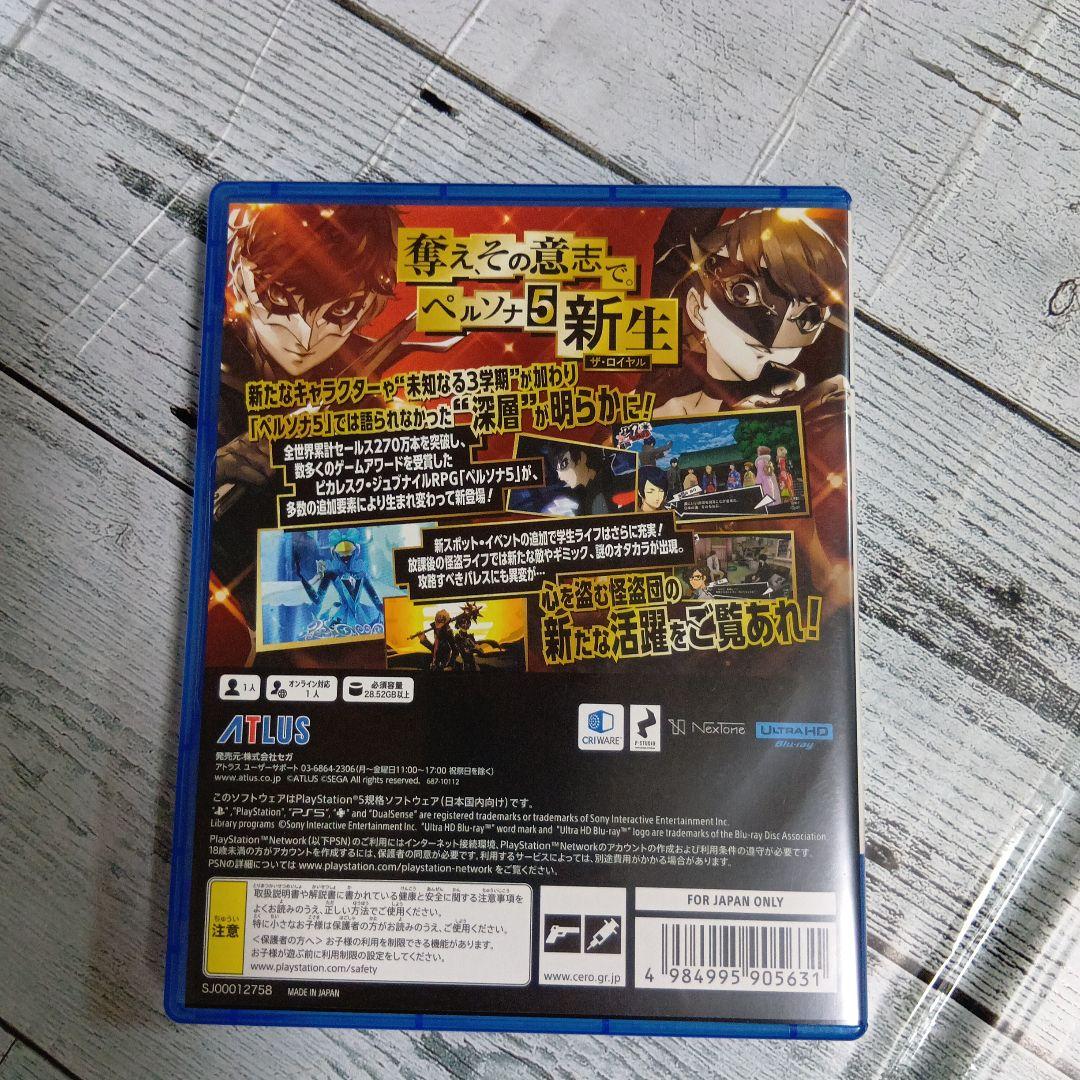 奪え、その意志で。
ペルソナ5 新生
ザ・ロイヤル
新たなキャラクターや“未知なる3学期”が加わり
「ペルソナ5」では語られなかった“深層”が明らかに!
全世界累計セールス270万本を突破し、
数多くのゲームアワードを受賞した
ピカレスク・ジュブナイルRPG「ペルソナ5」が、
多数の追加要素により生まれ変わって新登場!
新スポット・イベントの追加で学生ライフはさらに充実!
放課後の怪盗ライフでは新たな敵やギミック、謎のオタカラが出現。
攻略すべきパレスにも異変が…
心を盗む怪盗団の
新たな活躍をご覧あれ!
1人
オンライン対応
1人
必須容量
28.52GB以上
ATLUS
CRIWARE
P-STUDIO
NexTone
ULTRA HD
Blu-ray
発売元:株式会社セガ
アトラス ユーザーサポート 03-6864-2306(月〜金曜日11:00〜17:00 祝祭日を除く)
www.atlus.co.jp ©ATLUS ©SEGA All rights reserved. 687-10112
このソフトウェアはPlayStation®5規格ソフトウェア(日本国内向け)です。
" ","PlayStation", "PS5", " " and "DualSense" are registered trademarks or trademarks of Sony Interactive Entertainment Inc.
Library programs ©Sony Interactive Entertainment Inc. "Ultra HD Blu-ray™" word mark and "Ultra HD Blu-ray™" logo are trademarks of the Blu-ray Disc Association.
PlayStation™Network(以下PSN)のご利用にはインターネット接続環境、PlayStation™Networkのアカウントの作成および利用条件の遵守が必要です。
18歳未満の方がアカウントを作成するには、保護者の同意が必要です。利用するサービスによっては、別途費用がかかる場合があります。
PSNの詳細についてはwww.playstation.com/playstation-networkをご覧ください。
ちゅうい
注意
取扱説明書や解説書に書かれている健康と安全に関する注意事項を
よくお読みのうえ、正しい方法でご使用ください。
特に小さなお子様は保護者の方がお読みのうえ、ご使用ください。
<保護者の方へ> お子様の利用を制限できる機能があります。
お子様が遊ぶ前に利用制限の設定をしてください。
www.playstation.com/safety
www.cero.gr.jp
FOR JAPAN ONLY
4 984995 905631
SJ00012758 MADE IN JAPAN